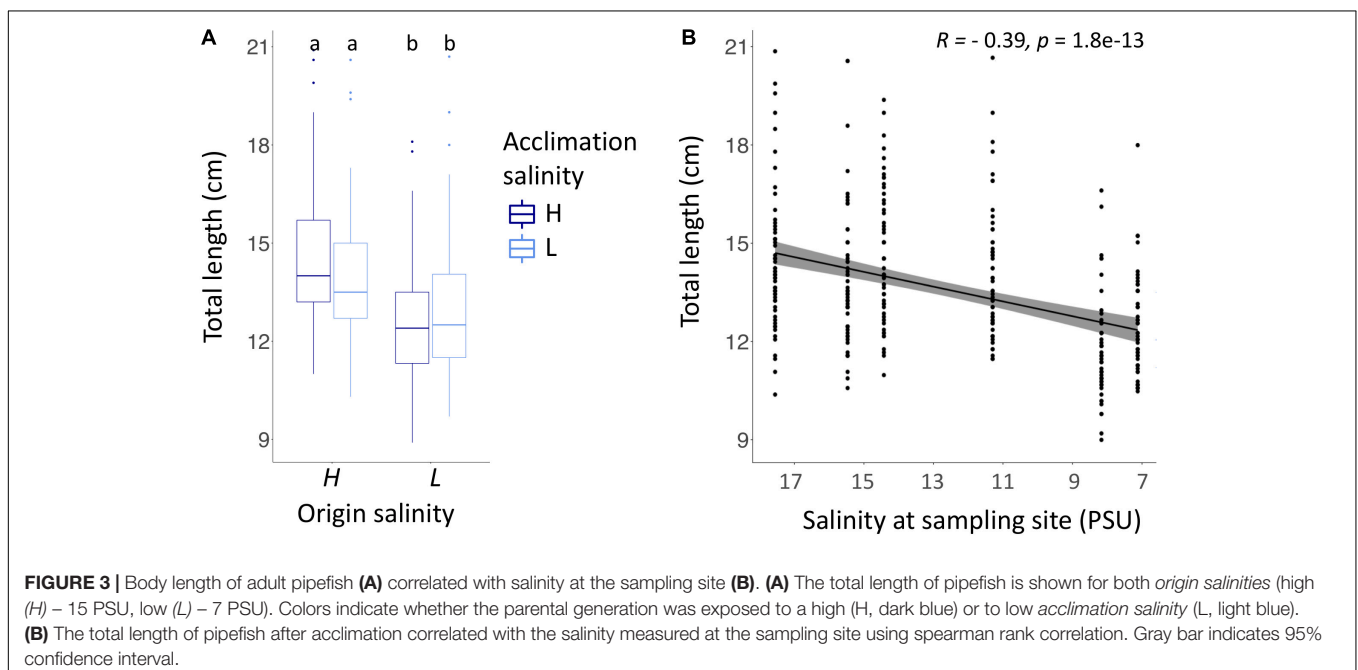 A
B
a a b b
R = - 0.39, p = 1.8e-13
21
18
15
12
9
Total length (cm)
H L
Origin salinity
Acclimation
salinity
H
L
21
18
15
12
9
Total length (cm)
17 15 13 11 9 7
Salinity at sampling site (PSU)
FIGURE 3 | Body length of adult pipefish (A) correlated with salinity at the sampling site (B). (A) The total length of pipefish is shown for both origin salinities (high
(H) – 15 PSU, low (L) – 7 PSU). Colors indicate whether the parental generation was exposed to a high (H, dark blue) or to low acclimation salinity (L, light blue).
(B) The total length of pipefish after acclimation correlated with the salinity measured at the sampling site using spearman rank correlation. Gray bar indicates 95%
confidence interval.